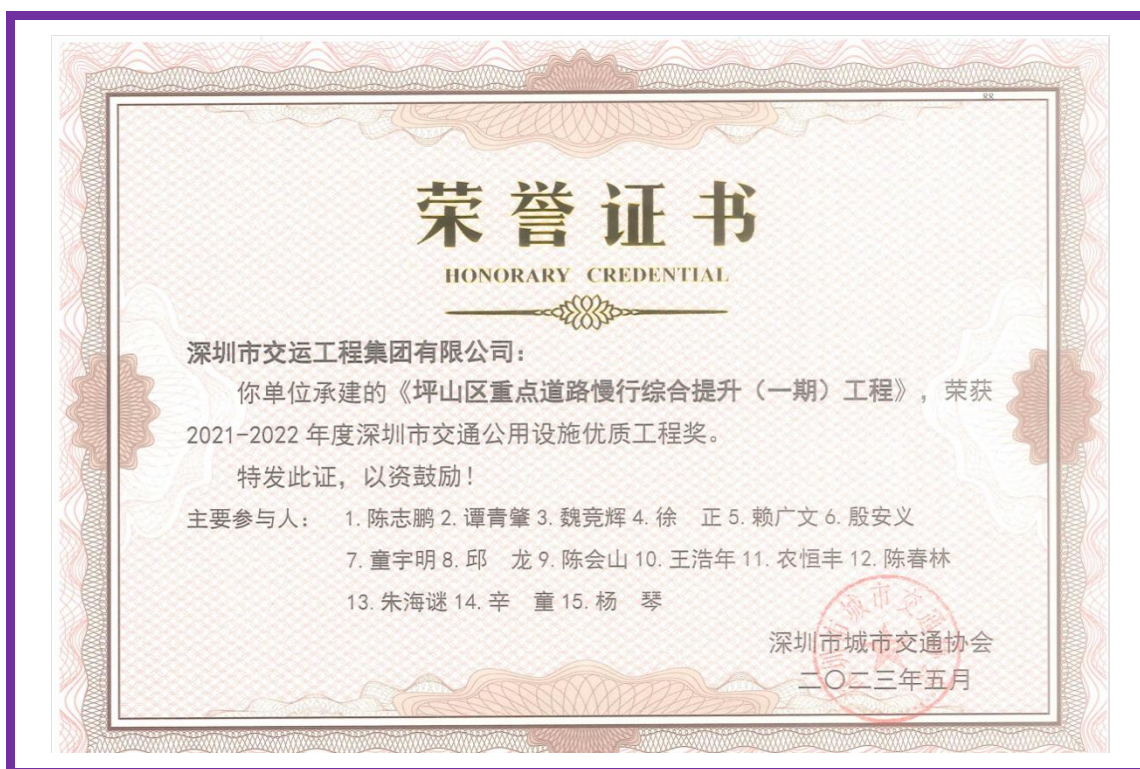 荣誉证书
HONORARY CREDENTIAL
深圳市交运工程集团有限公司：
你单位承建的《坪山区重点道路慢行综合提升（一期）工程》，荣获
2021-2022 年度深圳市交通公用设施优质工程奖。
特发此证，以资鼓励！
主要参与人： 1. 陈志鹏 2. 谭青肇 3. 魏竞辉 4. 徐　正 5. 赖广文 6. 殷安义
7. 童宇明 8. 邱　龙 9. 陈会山 10. 王浩年 11. 农恒丰 12. 陈春林
13. 朱海谜 14. 辛　童 15. 杨　琴
深圳市城市交通协会
二〇二三年五月